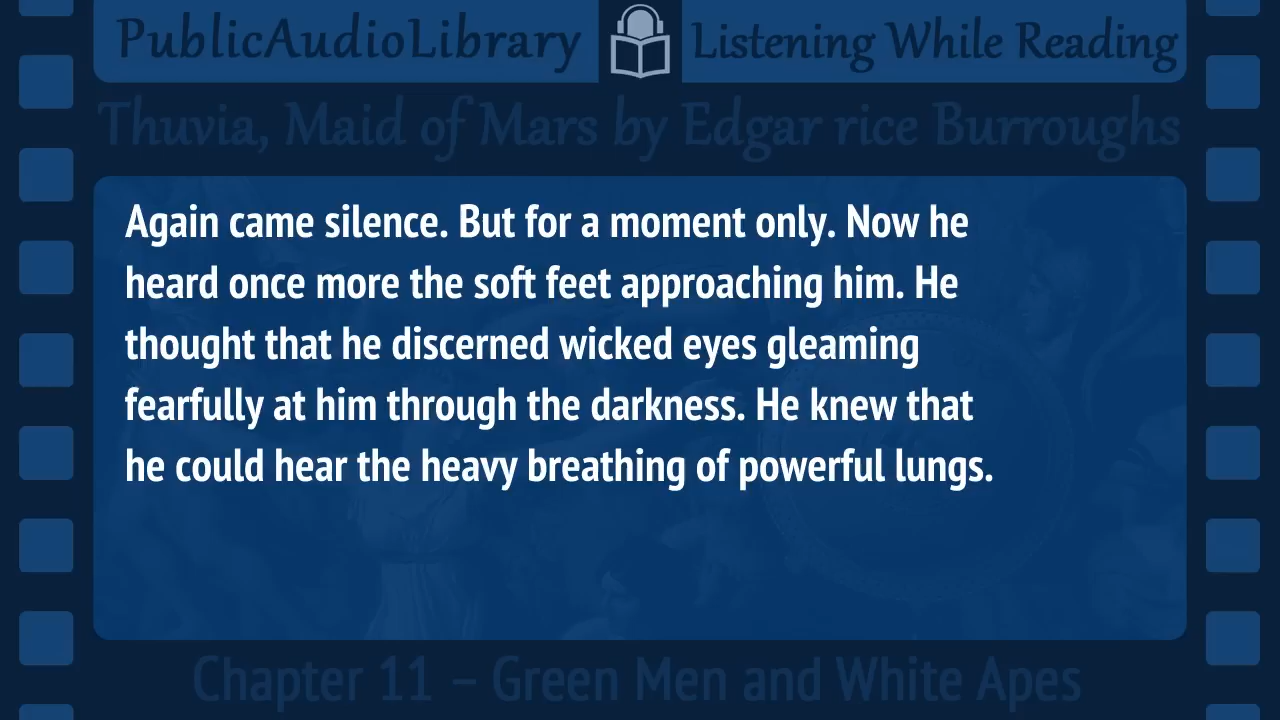 PublicAudioLibrary Listening While Reading
Thuvia, Maid of Mars by Edgar rice Burroughs
Again came silence. But for a moment only. Now he
heard once more the soft feet approaching him. He
thought that he discerned wicked eyes gleaming
fearfully at him through the darkness. He knew that
he could hear the heavy breathing of powerful lungs.
Chapter 11 – Green Men and White Apes